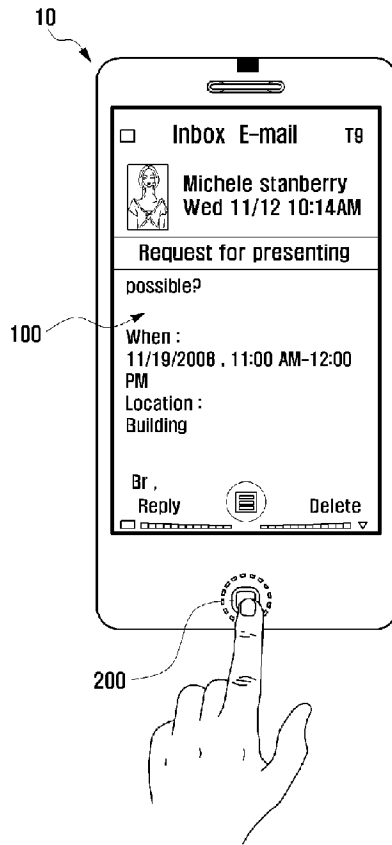 10
Inbox E-mail T9
Michele stanberry
Wed 11/12 10:14AM
Request for presenting
possible?
100
When :
11/19/2008 , 11:00 AM-12:00
PM
Location :
Building
Br ,
Reply Delete
200